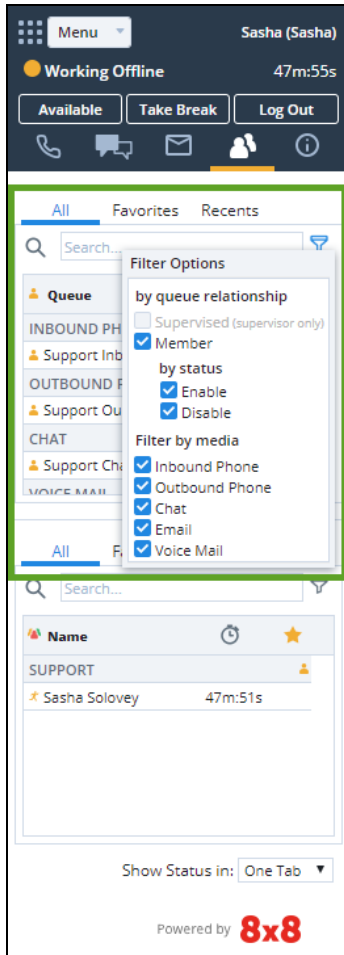 Menu
Sasha (Sasha)
Working Offline
47m:55s
Available
Take Break
Log Out
All Favorites Recents
Search...
Filter Options
Queue
by queue relationship
Supervised (supervisor only)
INBOUND PH
Member
Support Inb
by status
OUTBOUND
Enable
Support Ou
Disable
CHAT
Filter by media
Support Cha
Inbound Phone
VOICE MAIL
Outbound Phone
Chat
Email
All
Voice Mail
Search...
Name
SUPPORT
Sasha Solovey 47m:51s
Show Status in: One Tab
Powered by 8x8